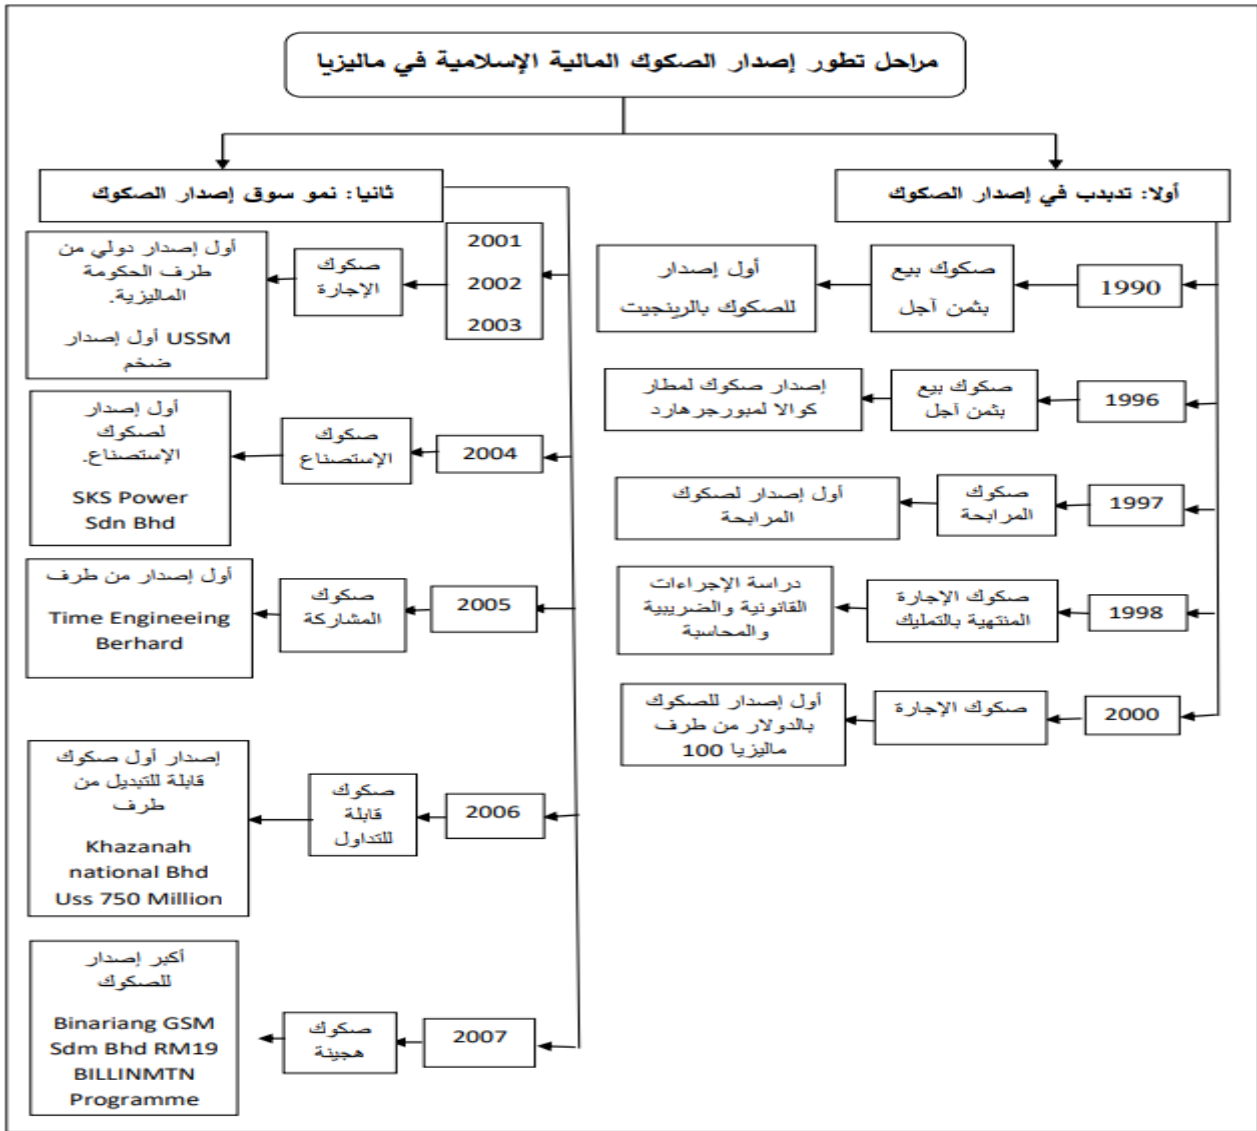 مراحل تطور إصدار الصكوك المالية الإسلامية في ماليزيا
أولا: تدبدب في إصدار الصكوك
1990
صكوك بيع
بثمن آجل
أول إصدار
للصكوك بالرينجيت
1996
صكوك بيع
بثمن آجل
إصدار صكوك لمطار
كوالا لمبورجرهارد
1997
صكوك
المرابحة
أول إصدار لصكوك
المرابحة
1998
صكوك الإجارة
المنتهية بالتمليك
دراسة الإجراءات
القانونية والضريبية
والمحاسبة
2000
صكوك الإجارة
أول إصدار للصكوك
بالدولار من طرف
ماليزيا 100
ثانيا: نمو سوق إصدار الصكوك
2001
2002
2003
صكوك
الإجارة
أول إصدار دولي من
طرف الحكومة
الماليزية.
USSM أول إصدار
ضخم
2004
صكوك
الإستصناع
أول إصدار
لصكوك
الإستصناع.
SKS Power
Sdn Bhd
2005
صكوك
المشاركة
أول إصدار من طرف
Time Engineeing
Berhard
2006
صكوك
قابلة
للتداول
إصدار أول صكوك
قابلة للتبديل من
طرف
Khazanah
national Bhd
Uss 750 Million
2007
صكوك
هجينة
أكبر إصدار
للصكوك
Binariang GSM
Sdm Bhd RM19
BILLINMTN
Programme